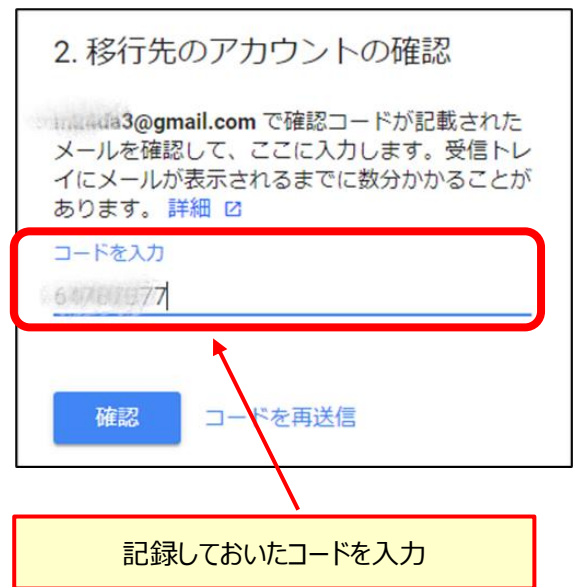 2. 移行先のアカウントの確認
@gmail.com で確認コードが記載された
メールを確認して、ここに入力します。受信トレ
イにメールが表示されるまでに数分かかることが
あります。 詳細
コードを入力
確認 コードを再送信
記録しておいたコードを入力